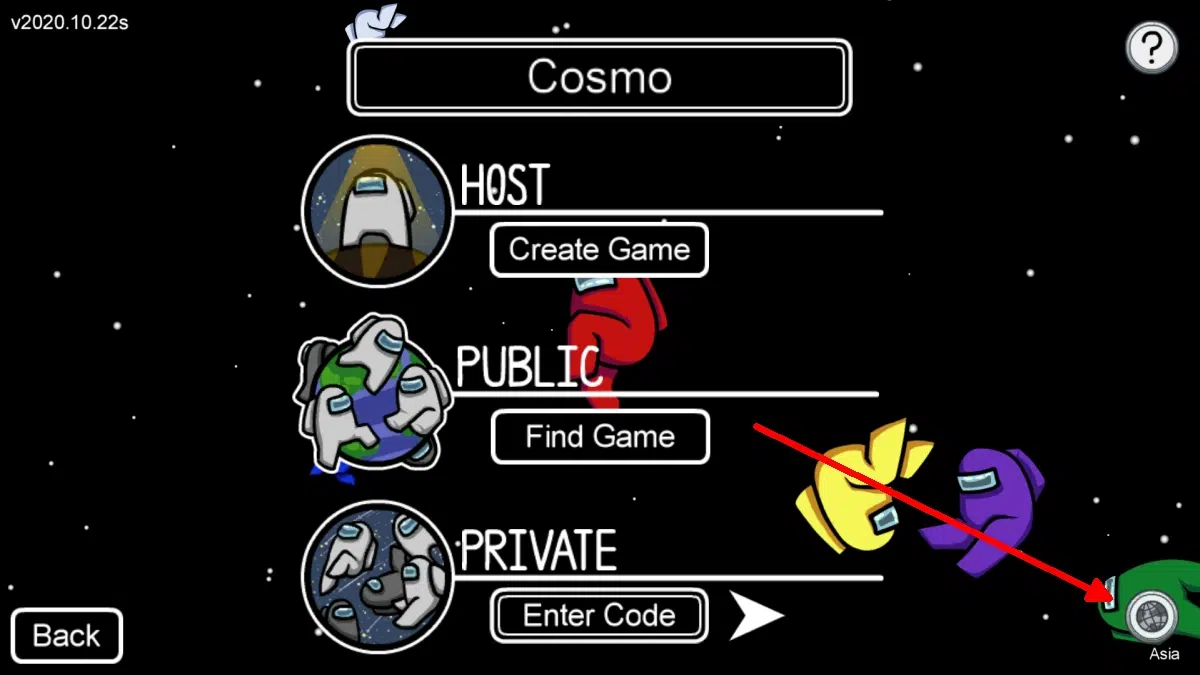 v2020.10.22s
?
Cosmo
HOST
Create Game
PUBLIC
Find Game
PRIVATE
Enter Code
Back
Asia